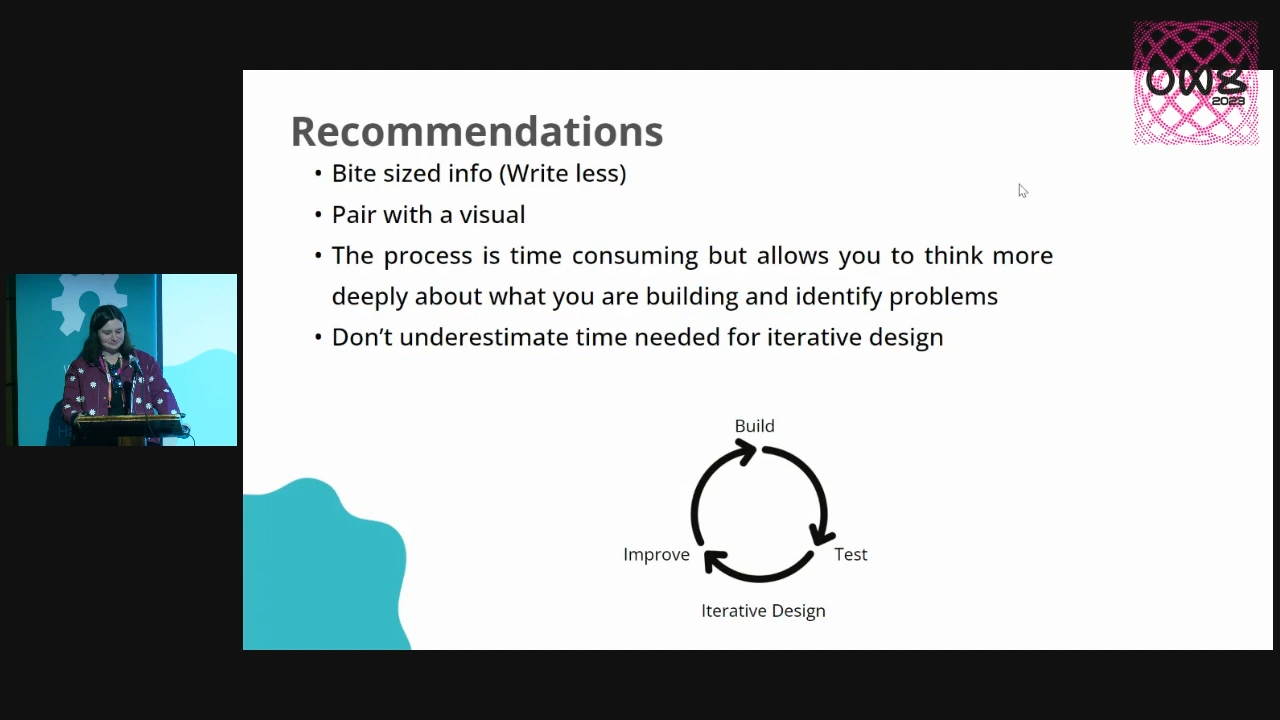 OW8
2023
Recommendations
• Bite sized info (Write less)
• Pair with a visual
• The process is time consuming but allows you to think more
deeply about what you are building and identify problems
• Don't underestimate time needed for iterative design
Build
Improve
Test
Iterative Design